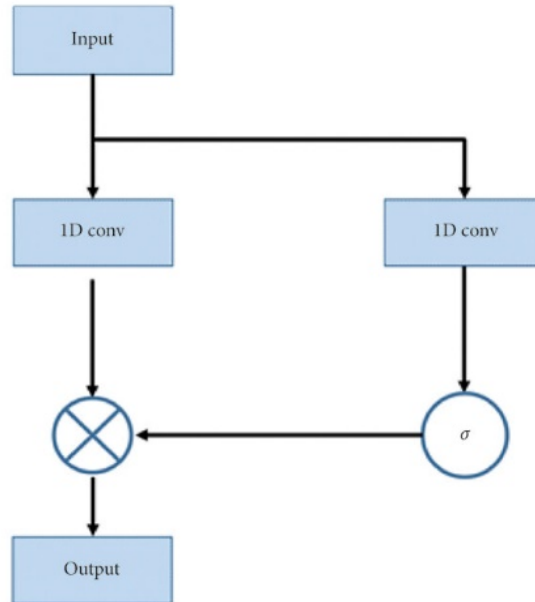 Input
1D conv
1D conv
σ
Output